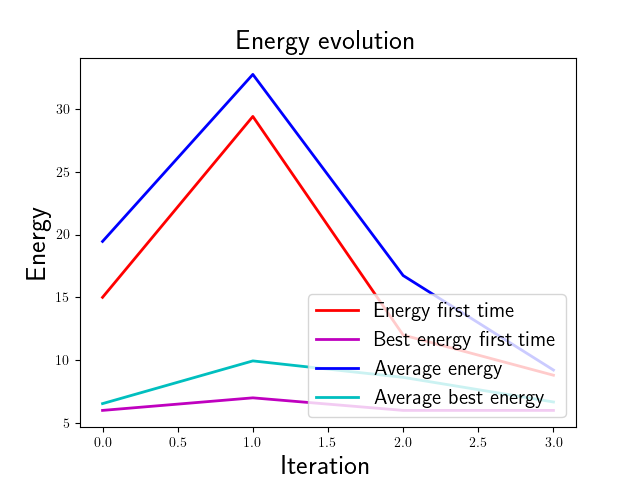 Energy evolution
Energy
30
25
20
15
10
5
Energy first time
Best energy first time
Average energy
Average best energy
0.0 0.5 1.0 1.5 2.0 2.5 3.0
Iteration